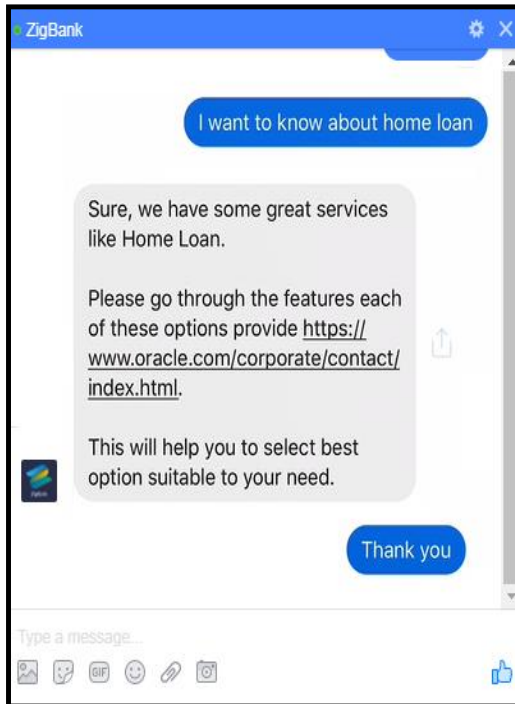 ZigBank
I want to know about home loan
Sure, we have some great services
like Home Loan.
Please go through the features each
of these options provide https://
www.oracle.com/corporate/contact/
index.html.
This will help you to select best
option suitable to your need.
Thank you
Type a message...
GIF